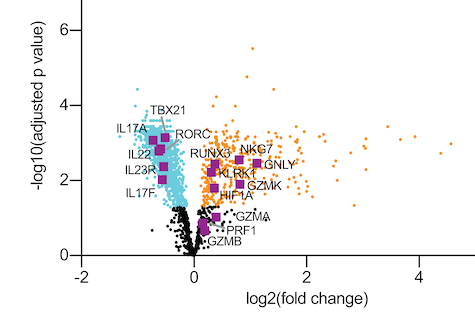 6
4
2
0
-log10(adjusted p value)
TBX21
IL17A
RORC
IL22
IL23R
IL17F
RUNX3
NKG7
GNLY
KLRK1
GZMK
HIF1A
GZMA
PRF1
GZMB
-2
0
2
4
log2(fold change)